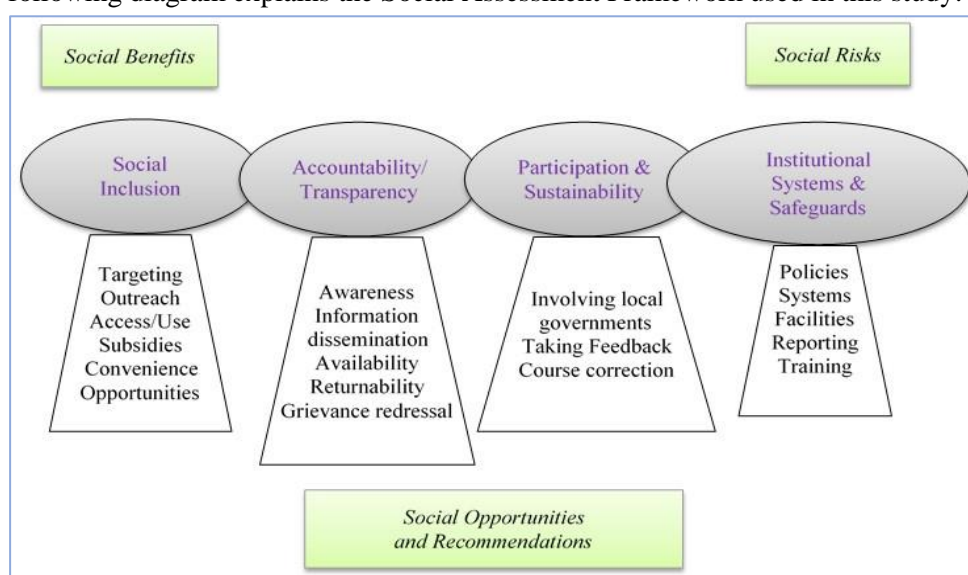 following diagram explains the Social Assessment Framework used in this study.
Social Benefits
Social Risks
Social
Inclusion
Accountability/
Transparency
Participation &
Sustainability
Institutional
Systems &
Safeguards
Targeting
Outreach
Access/Use
Subsidies
Convenience
Opportunities
Awareness
Information
dissemination
Availability
Returnability
Grievance redressal
Involving local
governments
Taking Feedback
Course correction
Policies
Systems
Facilities
Reporting
Training
Social Opportunities
and Recommendations